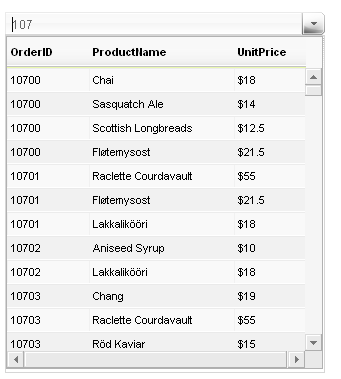 107
OrderID ProductName UnitPrice
10700 Chai $18
10700 Sasquatch Ale $14
10700 Scottish Longbreads $12.5
10700 Fløtemysost $21.5
10701 Raclette Courdavault $55
10701 Fløtemysost $21.5
10701 Lakkalikööri $18
10702 Aniseed Syrup $10
10702 Lakkalikööri $18
10703 Chang $19
10703 Raclette Courdavault $55
10703 Röd Kaviar $15